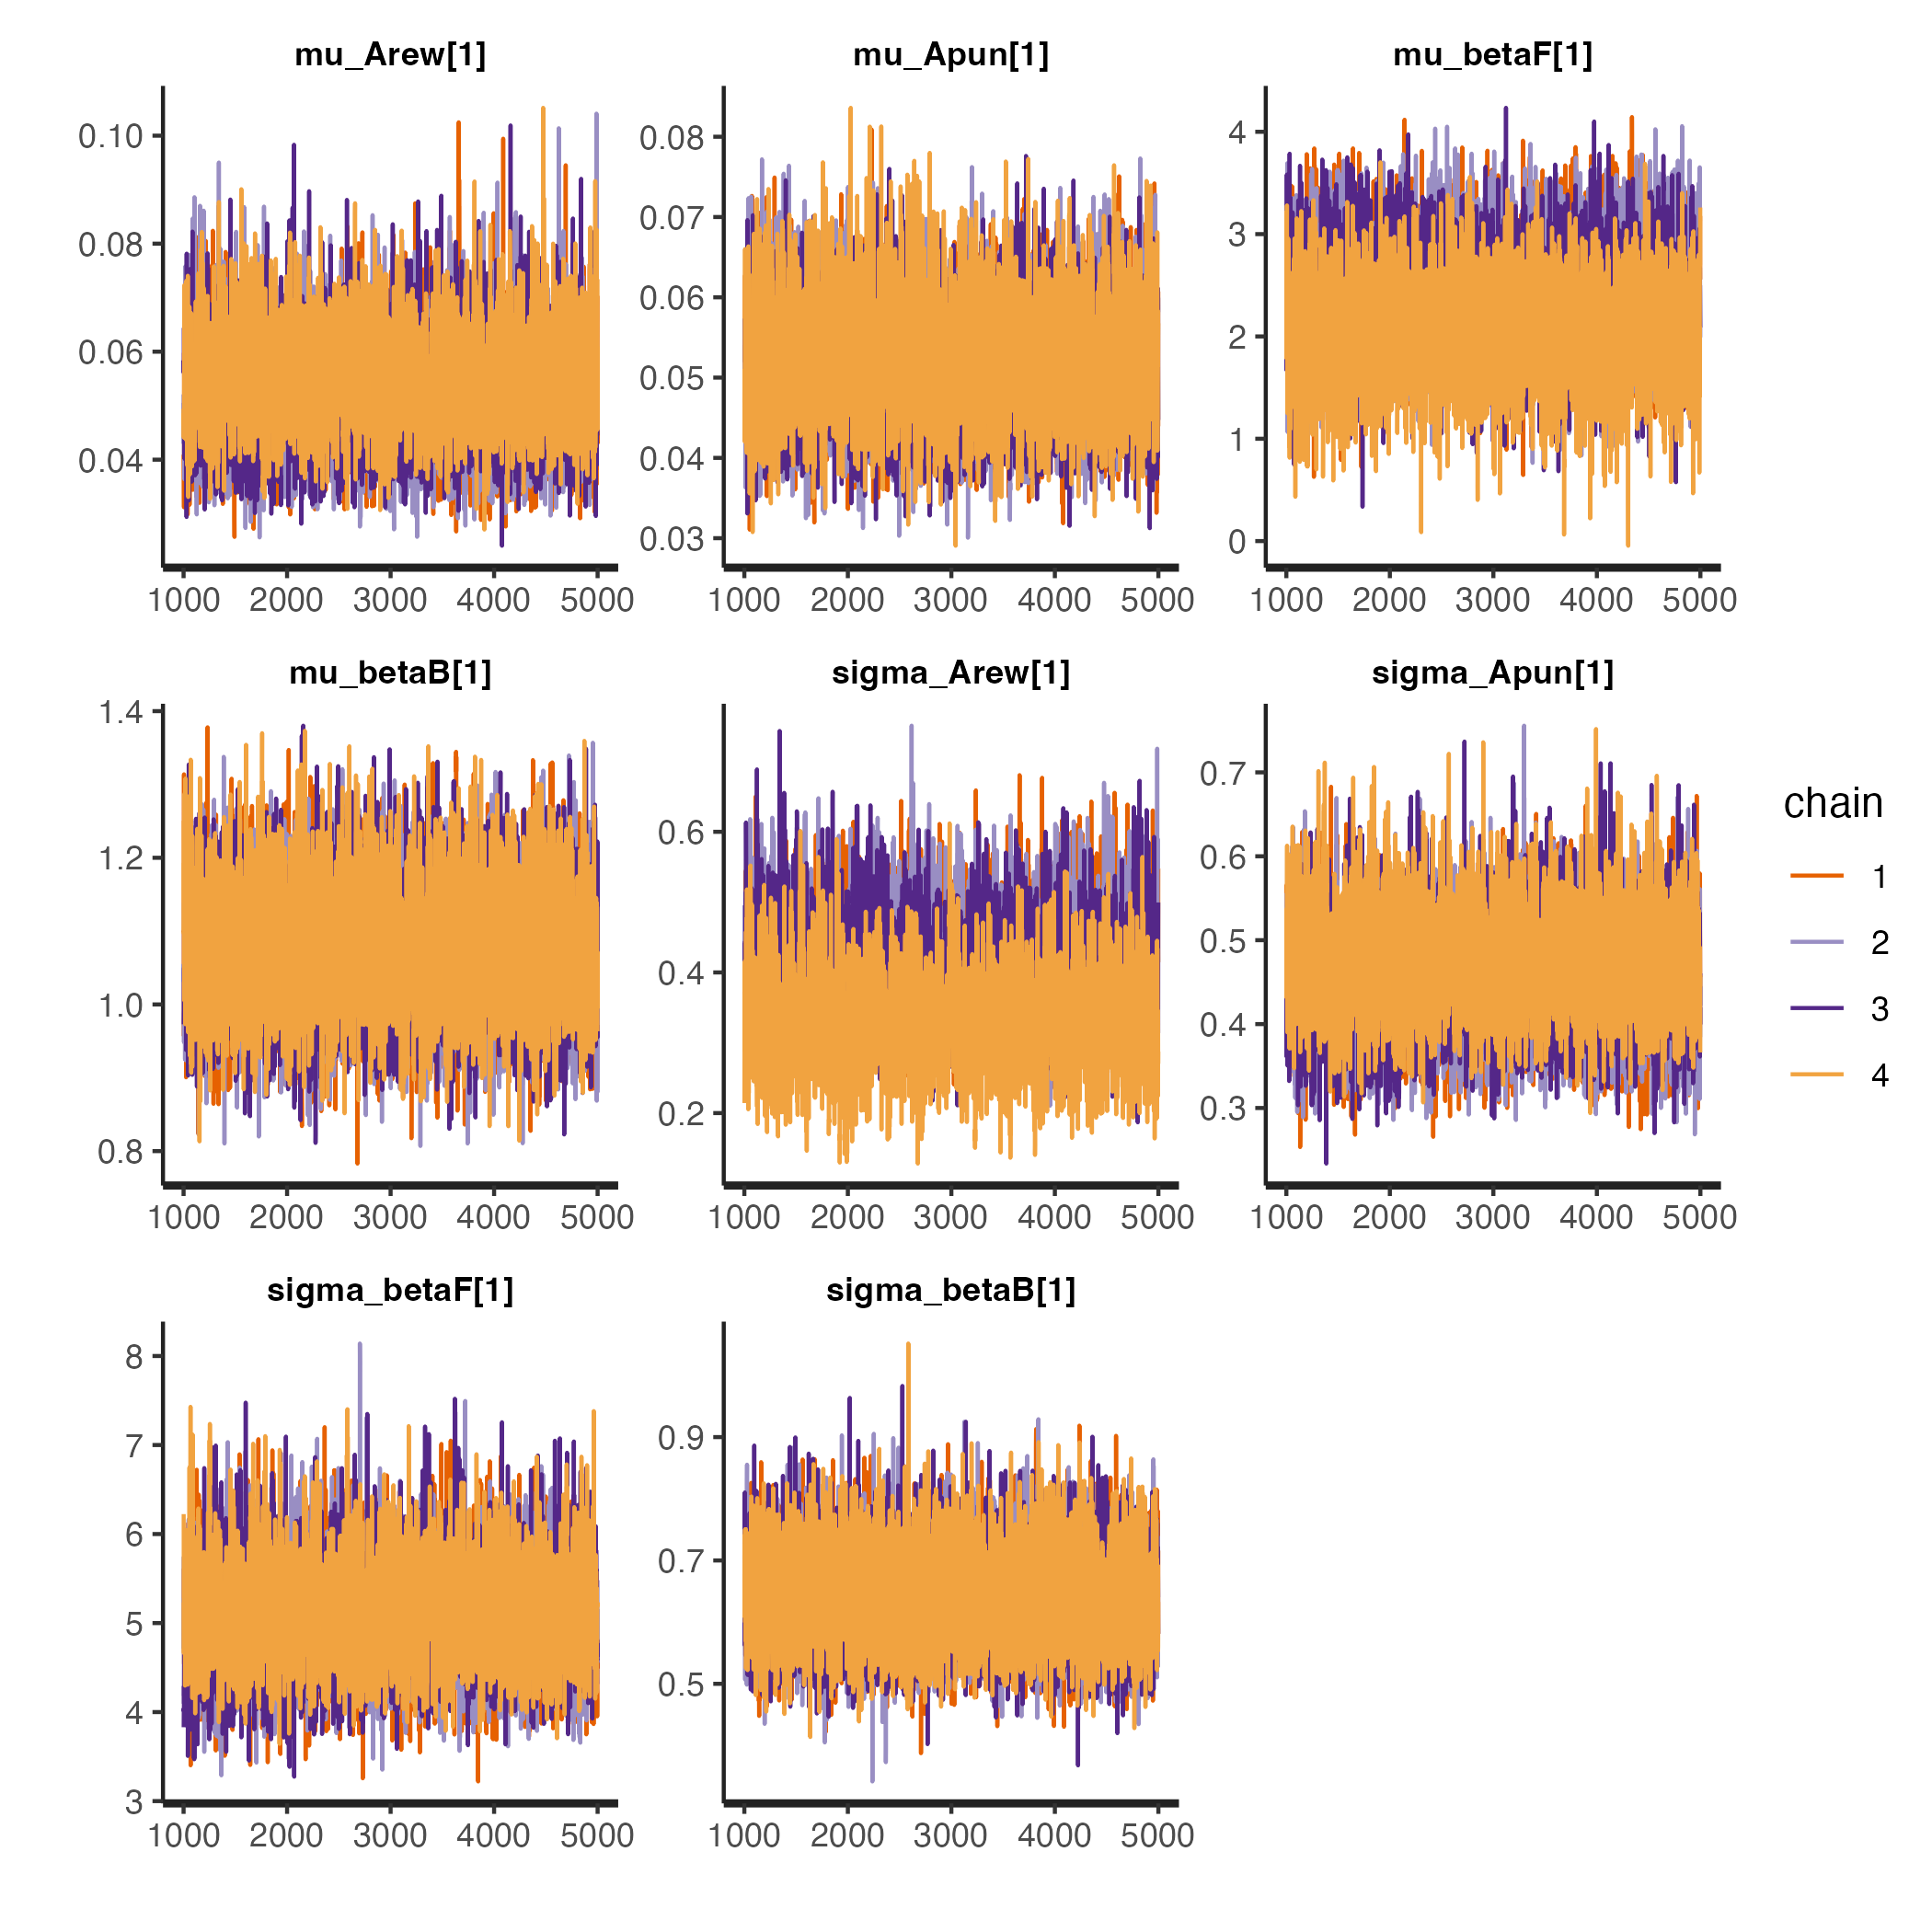 mu_Arew[1] mu_Apun[1] mu_betaF[1]
0.10 0.08 4
0.08 0.07 3
0.06 0.06 2
0.04 0.05 1
0.04 0
0.03
1000 2000 3000 4000 5000 1000 2000 3000 4000 5000 1000 2000 3000 4000 5000
mu_betaB[1] sigma_Arew[1] sigma_Apun[1]
1.4 0.6 0.7
1.2 0.4 0.6
1.0 0.2 0.5
0.8 0.4
0.3
1000 2000 3000 4000 5000 1000 2000 3000 4000 5000 1000 2000 3000 4000 5000
chain
1
2
3
4
sigma_betaF[1] sigma_betaB[1]
8 0.9
7 0.7
6 0.5
5
4
3
1000 2000 3000 4000 5000 1000 2000 3000 4000 5000